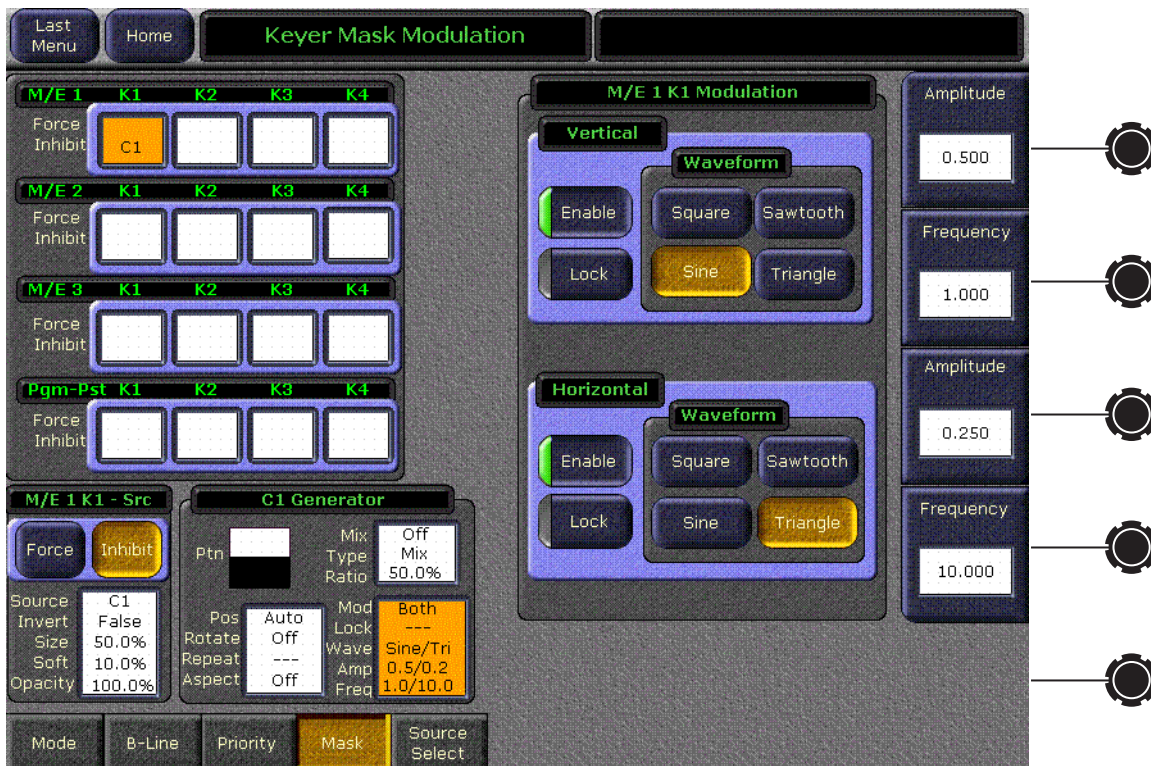 Last
Menu
Home
Keyer Mask Modulation
M/E 1 K1 K2 K3 K4
Force
Inhibit
C1
M/E 2 K1 K2 K3 K4
Force
Inhibit
M/E 3 K1 K2 K3 K4
Force
Inhibit
Pgm-Pst K1 K2 K3 K4
Force
Inhibit
M/E 1 K1 - Src
Force
Inhibit
Source C1
Invert False
Size 50.0%
Soft 10.0%
Opacity 100.0%
C1 Generator
Ptn
Mix Off
Type Mix
Ratio 50.0%
Pos Auto
Rotate Off
Repeat ---
Aspect Off
Mod Both
Lock ---
Wave Sine/Tri
Amp 0.5/0.2
Freq 1.0/10.0
M/E 1 K1 Modulation
Vertical
Waveform
Enable
Square
Sawtooth
Lock
Sine
Triangle
Horizontal
Waveform
Enable
Square
Sawtooth
Lock
Sine
Triangle
Amplitude
0.500
Frequency
1.000
Amplitude
0.250
Frequency
10.000
Mode
B-Line
Priority
Mask
Source
Select